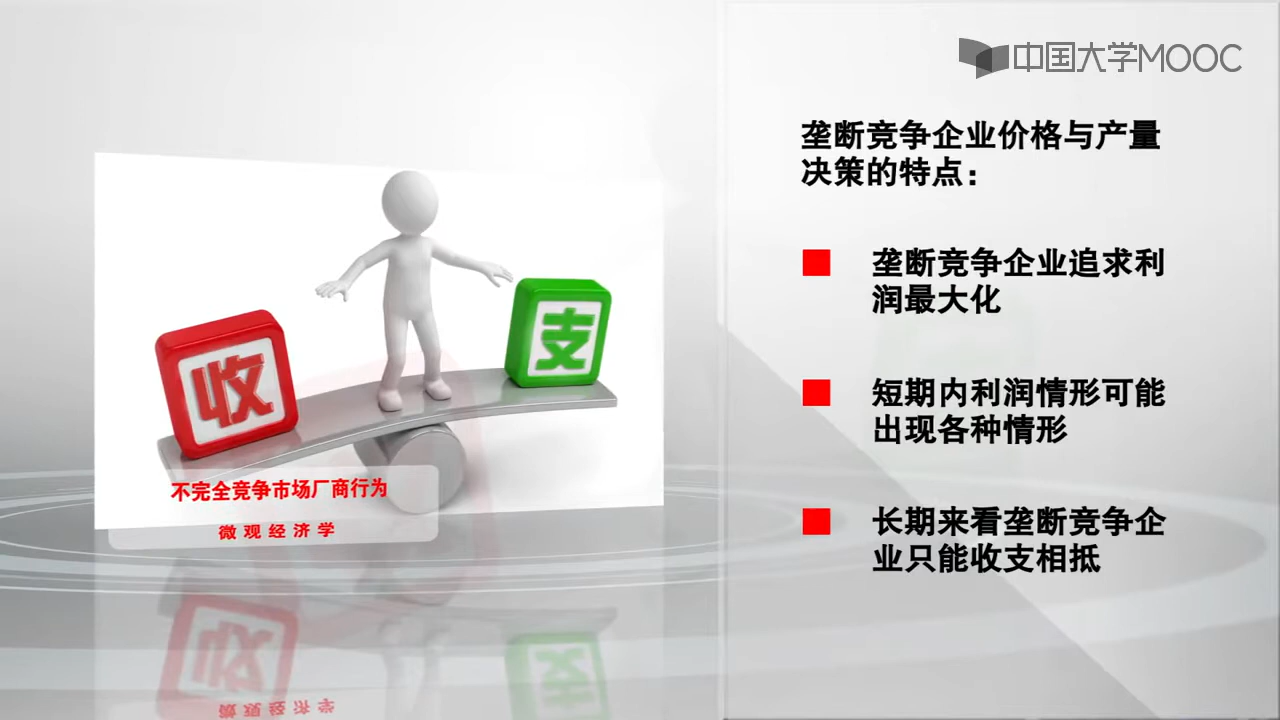 中国大学MOOC
垄断竞争企业价格与产量
决策的特点：
垄断竞争企业追求利
润最大化
短期内利润情形可能
出现各种情形
长期来看垄断竞争企
业只能收支相抵
收
支
不完全竞争市场厂商行为
微观经济学